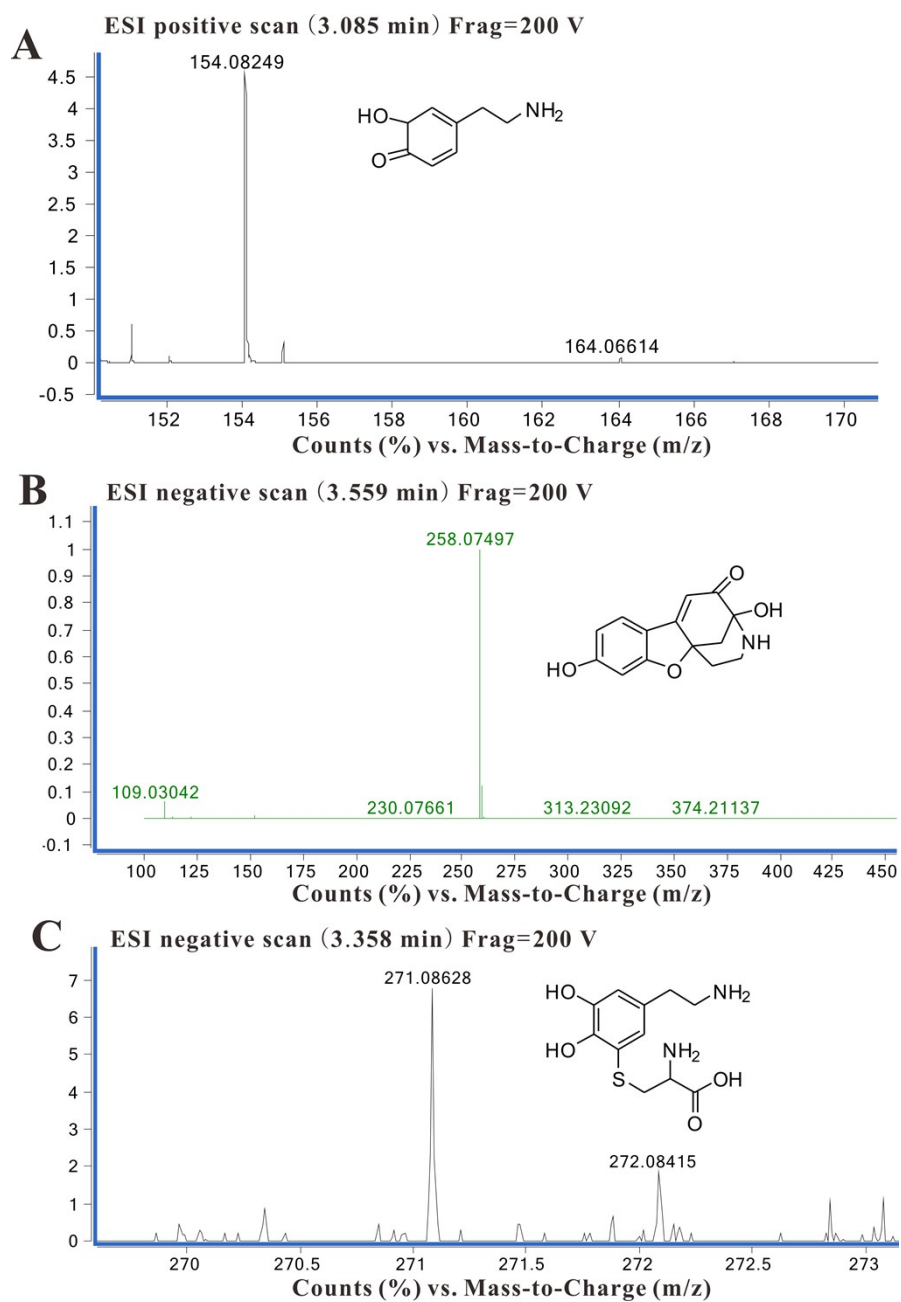 A
ESI positive scan (3.085 min) Frag=200 V
154.08249
4.5
4
3.5
3
2.5
2
1.5
1
0.5
0
-0.5
HO
O
NH2
164.06614
152 154 156 158 160 162 164 166 168 170
Counts (%) vs. Mass-to-Charge (m/z)
B
ESI negative scan (3.559 min) Frag=200 V
1.1
1
0.9
0.8
0.7
0.6
0.5
0.4
0.3
0.2
0.1
0
-0.1
258.07497
O
OH
NH
HO
O
109.03042
230.07661
313.23092
374.21137
100 125 150 175 200 225 250 275 300 325 350 375 400 425 450
Counts (%) vs. Mass-to-Charge (m/z)
C
ESI negative scan (3.358 min) Frag=200 V
7
6
5
4
3
2
1
0
271.08628
HO
NH2
HO
NH2
S
OH
O
272.08415
270 270.5 271 271.5 272 272.5 273
Counts (%) vs. Mass-to-Charge (m/z)